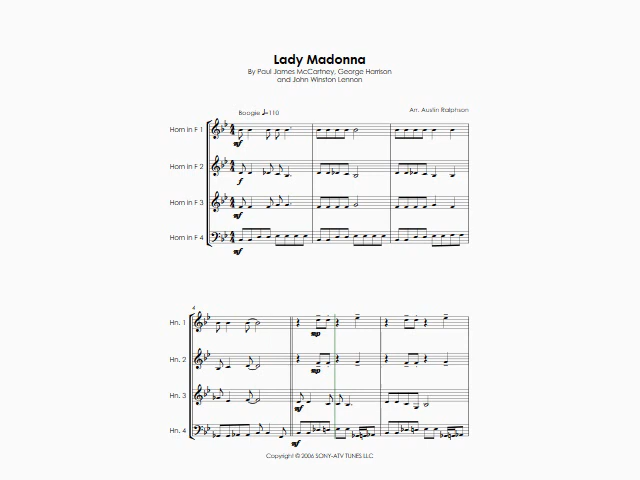 Lady Madonna
By Paul James McCartney, George Harrison
and John Winston Lennon
Boogie ♩=110
Arr. Austin Ralphson
Horn in F 1
mf
Horn in F 2
f
Horn in F 3
mf
Horn in F 4
mf
4
Hn. 1
mp
Hn. 2
mp
Hn. 3
mf
Hn. 4
mf
Copyright © 2006 SONY-ATV TUNES LLC